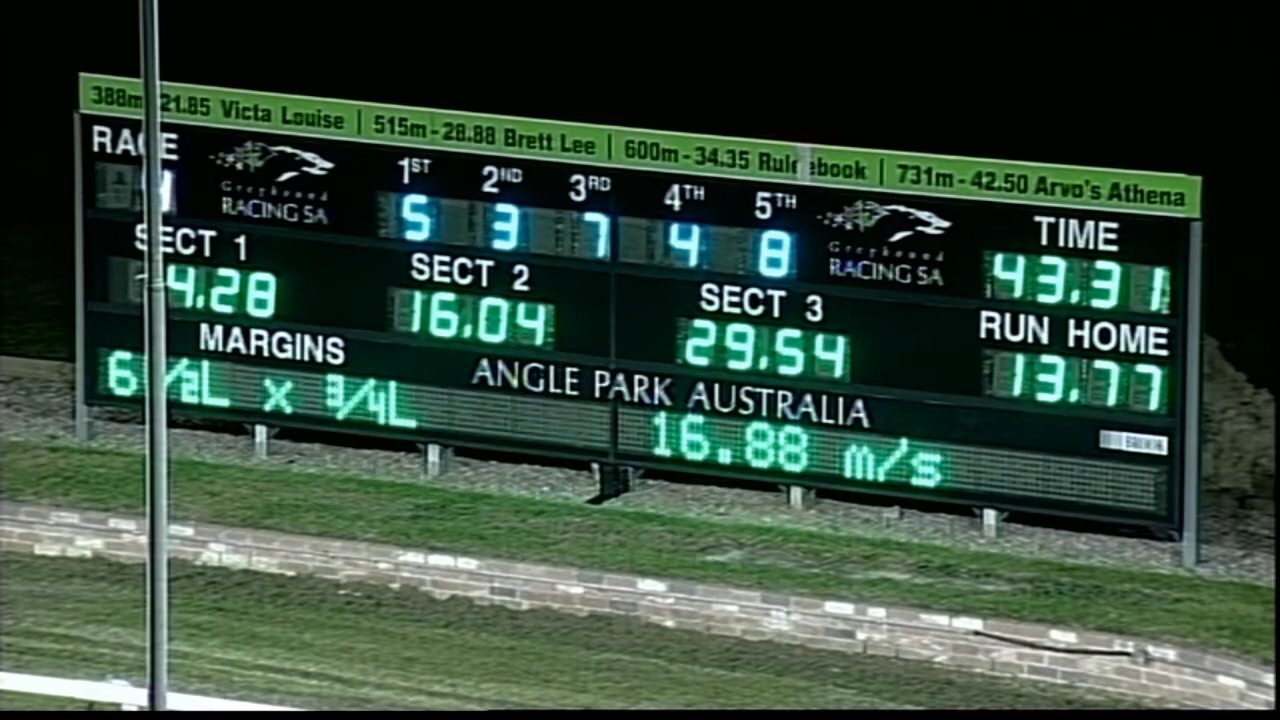 388m-21.85 Victa Louise | 515m-28.88 Brett Lee | 600m-34.35 Rulebook | 731m-42.50 Arvo's Athena
RACE
Greyhound
RACING SA
1ST 2ND 3RD 4TH 5TH
5 3 7 4 8
Greyhound
RACING SA
TIME
43.31
SECT 1
4.28
SECT 2
16.04
SECT 3
29.54
RUN HOME
13.77
MARGINS
6 1/2L x 3/4L
ANGLE PARK AUSTRALIA
16.88 m/s